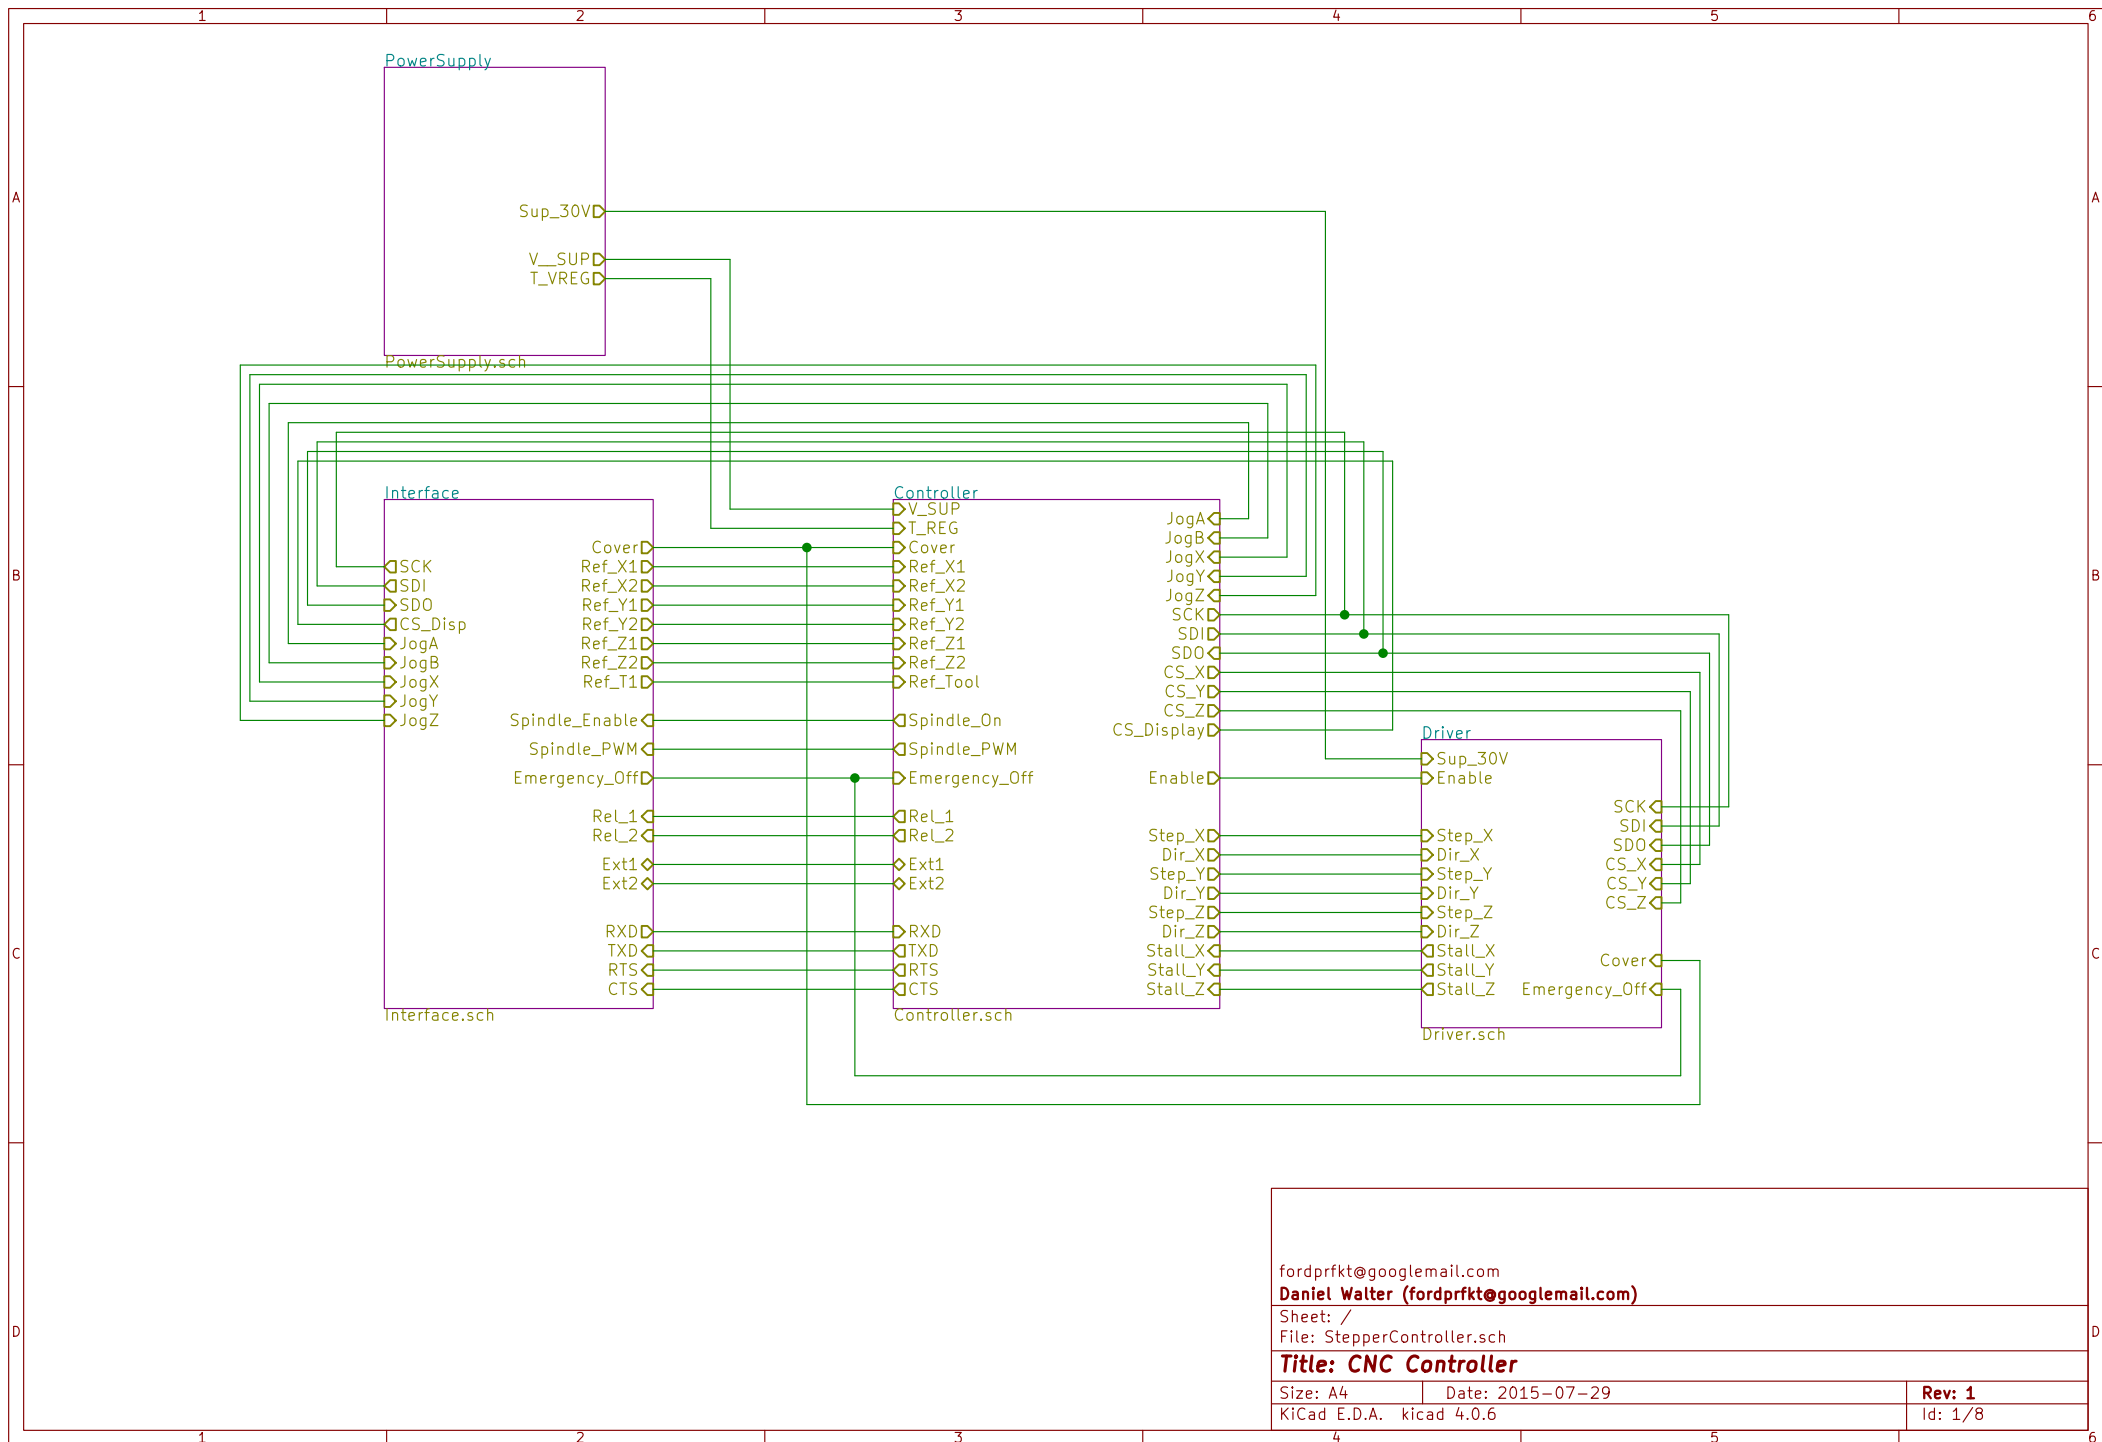 1 2 3 4 5 6
A
B
C
D
A
B
C
D
1 2 3 4 5 6
PowerSupply
Sup_30V
V__SUP
T_VREG
PowerSupply.sch
Interface
SCK
SDI
SDO
CS_Disp
JogA
JogB
JogX
JogY
JogZ
Cover
Ref_X1
Ref_X2
Ref_Y1
Ref_Y2
Ref_Z1
Ref_Z2
Ref_T1
Spindle_Enable
Spindle_PWM
Emergency_Off
Rel_1
Rel_2
Ext1
Ext2
RXD
TXD
RTS
CTS
Interface.sch
Controller
V_SUP
T_REG
Cover
Ref_X1
Ref_X2
Ref_Y1
Ref_Y2
Ref_Z1
Ref_Z2
Ref_Tool
Spindle_On
Spindle_PWM
Emergency_Off
Rel_1
Rel_2
Ext1
Ext2
RXD
TXD
RTS
CTS
JogA
JogB
JogX
JogY
JogZ
SCK
SDI
SDO
CS_X
CS_Y
CS_Z
CS_Display
Enable
Step_X
Dir_X
Step_Y
Dir_Y
Step_Z
Dir_Z
Stall_X
Stall_Y
Stall_Z
Controller.sch
Driver
Sup_30V
Enable
Step_X
Dir_X
Step_Y
Dir_Y
Step_Z
Dir_Z
Stall_X
Stall_Y
Stall_Z
SCK
SDI
SDO
CS_X
CS_Y
CS_Z
Cover
Emergency_Off
Driver.sch
fordprfkt@googlemail.com
Daniel Walter (fordprfkt@googlemail.com)
Sheet: /
File: StepperController.sch
Title: CNC Controller
Size: A4 Date: 2015-07-29 Rev: 1
KiCad E.D.A. kicad 4.0.6 Id: 1/8